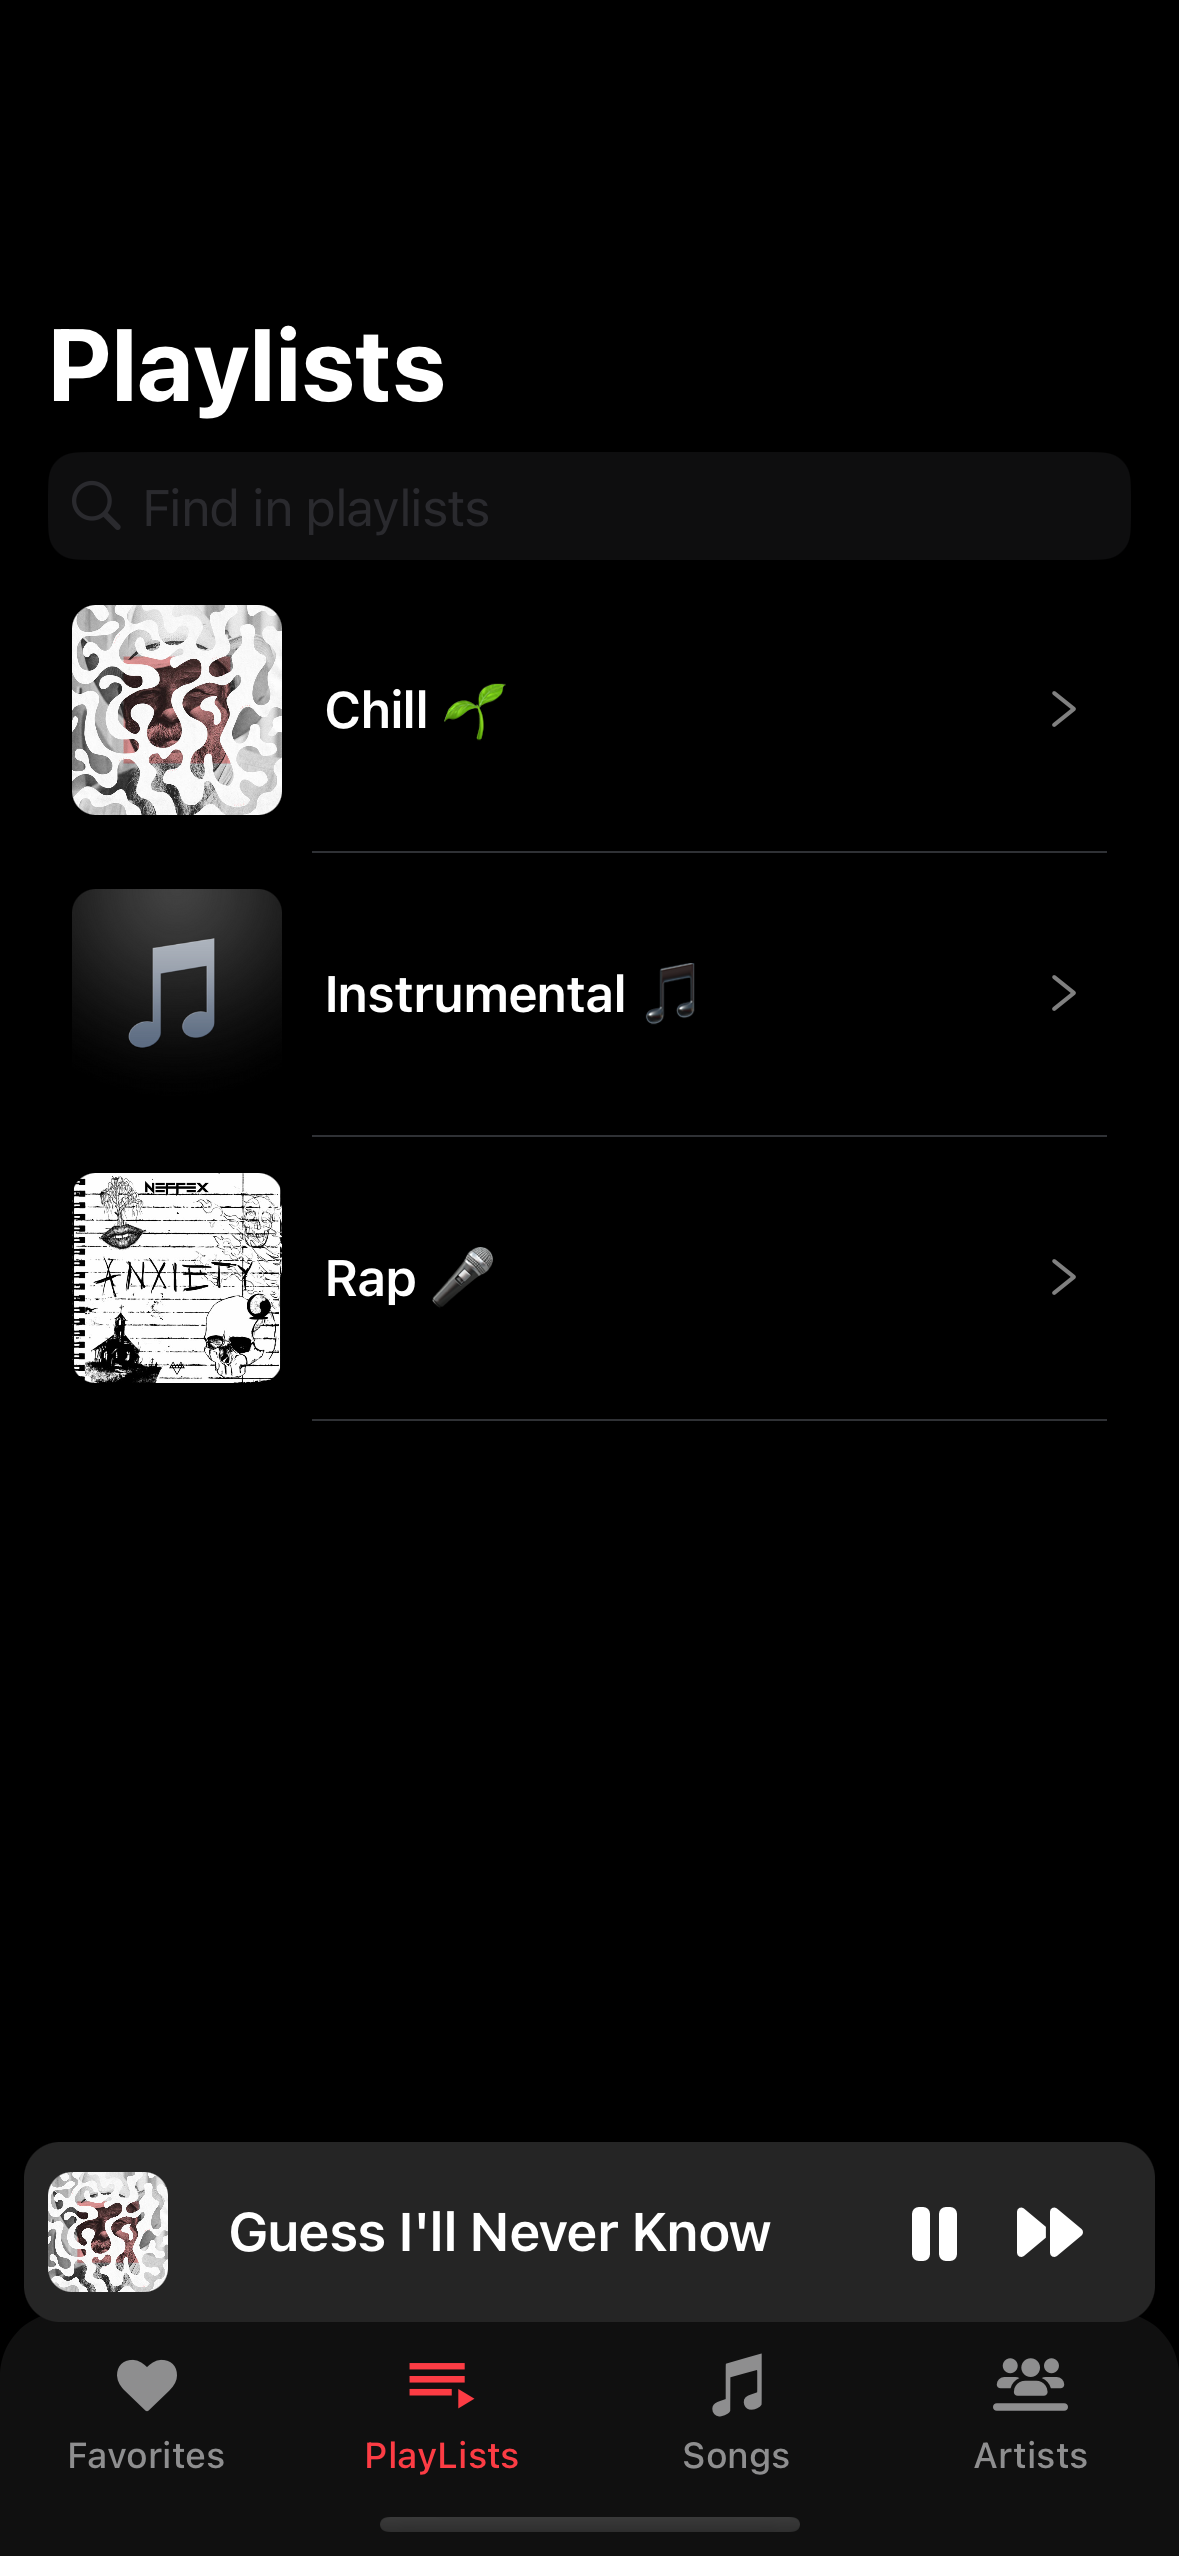 Playlists
Find in playlists
Chill 🌱
Instrumental 🎵
NEFFEX
ANXIETY
Rap 🎤
Guess I'll Never Know
Favorites
PlayLists
Songs
Artists